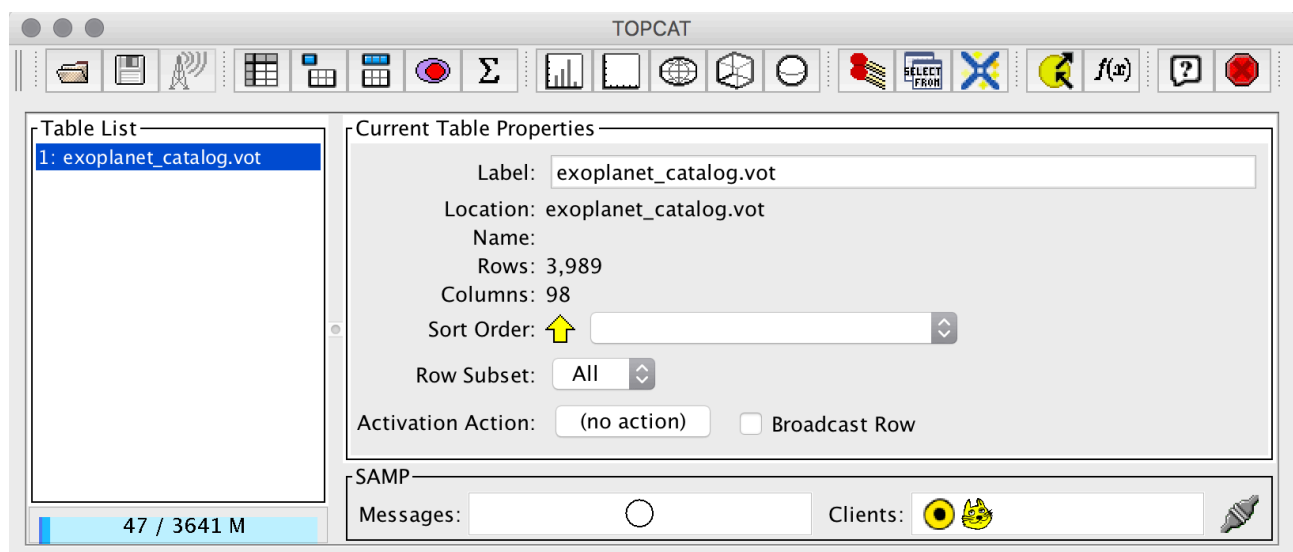 TOPCAT
Σ
SELECT
FROM
f(x)
?
Table List
1: exoplanet_catalog.vot
47 / 3641 M
Current Table Properties
Label: exoplanet_catalog.vot
Location: exoplanet_catalog.vot
Name:
Rows: 3,989
Columns: 98
Sort Order:
Row Subset: All
Activation Action: (no action) Broadcast Row
SAMP
Messages: Clients: